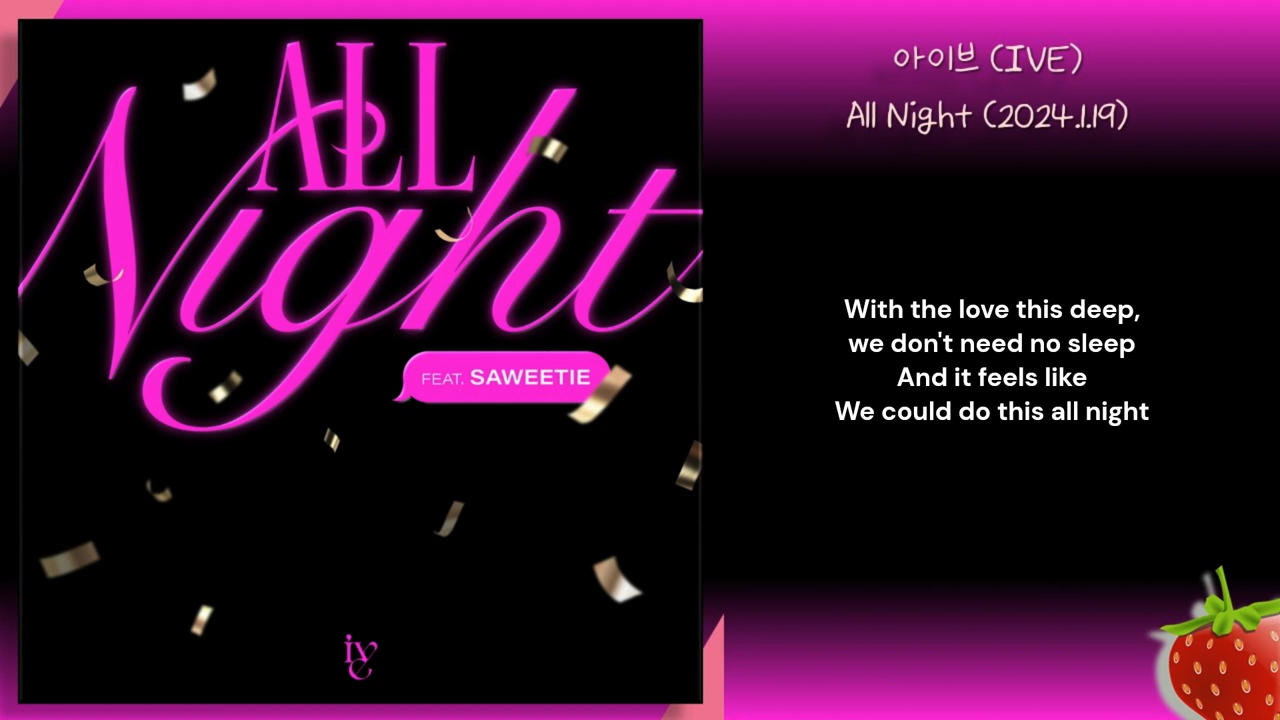 ALL
Night
FEAT. SAWEETIE
ive
아이브 (IVE)
All Night (2024.1.19)
With the love this deep,
we don't need no sleep
And it feels like
We could do this all night